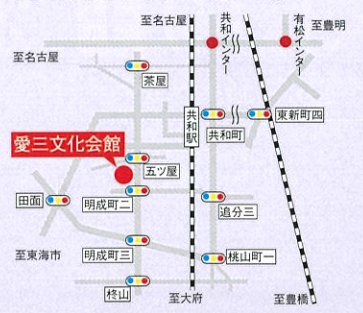 至名古屋
至豊明
至名古屋
共和インター
有松インター
茶屋
共和駅
共和町
東新町四
愛三文化会館
五ツ屋
田面
明成町二
追分三
至東海市
明成町三
桃山町一
柊山
至大府
至豊橋